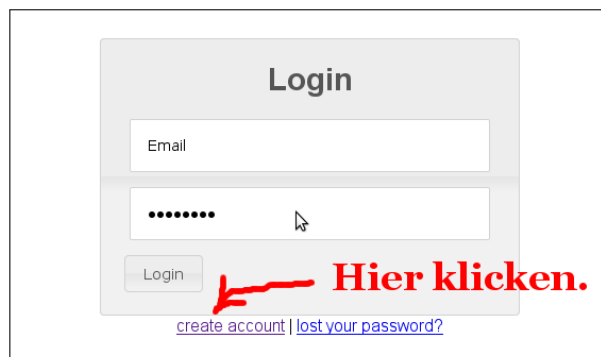 Login
Email
••••••••
Login
Hier klicken.
create account | lost your password?